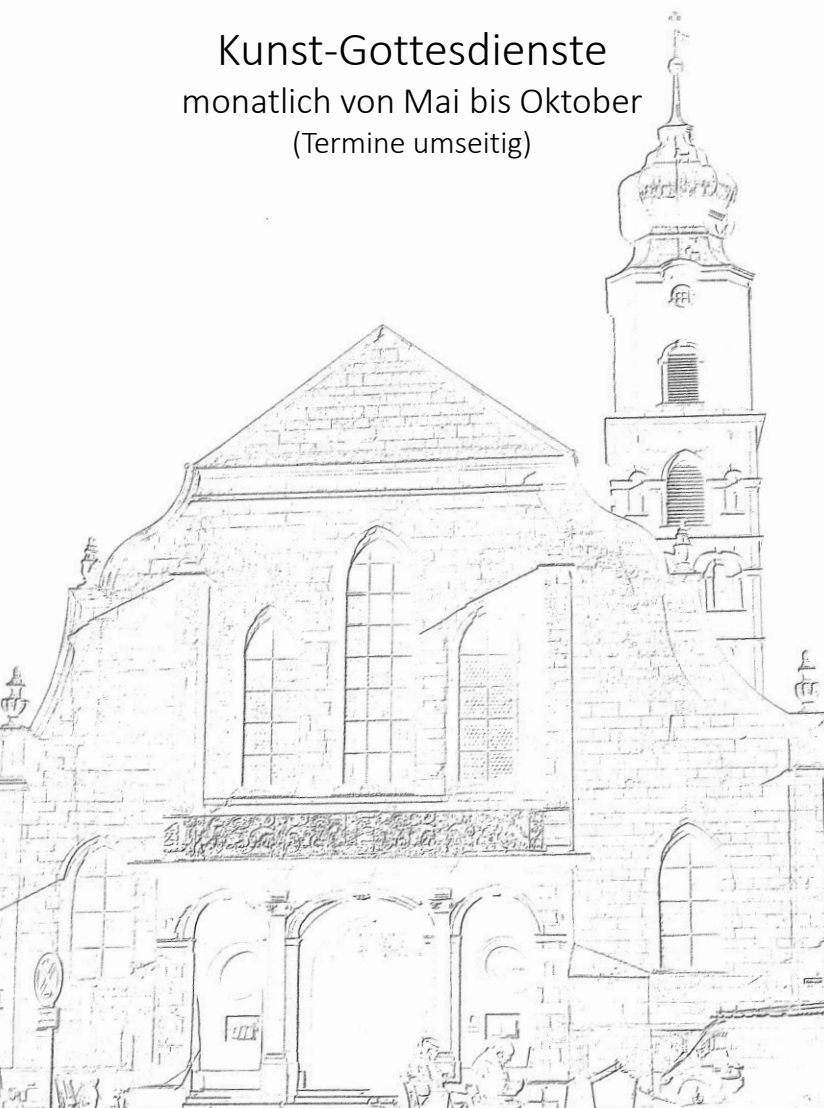 Kunst-Gottesdienste
monatlich von Mai bis Oktober
(Termine umseitig)